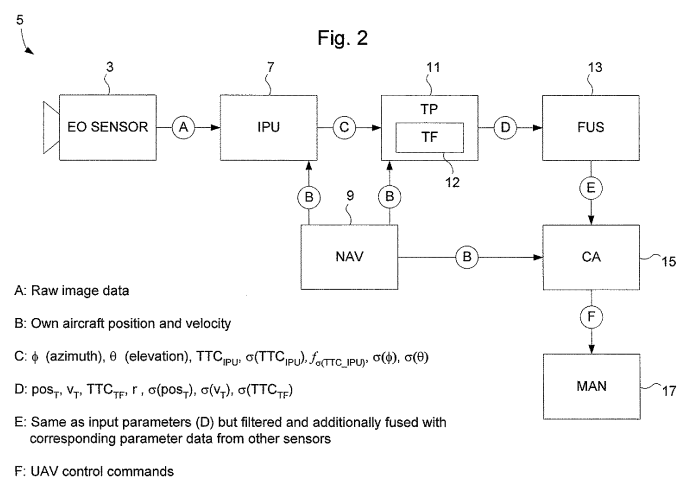 5
Fig. 2
3
7
11
13
EO SENSOR
A
IPU
C
TP
TF
D
FUS
12
B
B
E
9
NAV
B
CA
15
F
MAN
17
A: Raw image data
B: Own aircraft position and velocity
C: ϕ (azimuth), θ (elevation), TTC_IPU, σ(TTC_IPU), f_σ(TTC_IPU), σ(ϕ), σ(θ)
D: pos_T, v_T, TTC_TF, r , σ(pos_T), σ(v_T), σ(TTC_TF)
E: Same as input parameters (D) but filtered and additionally fused with
corresponding parameter data from other sensors
F: UAV control commands